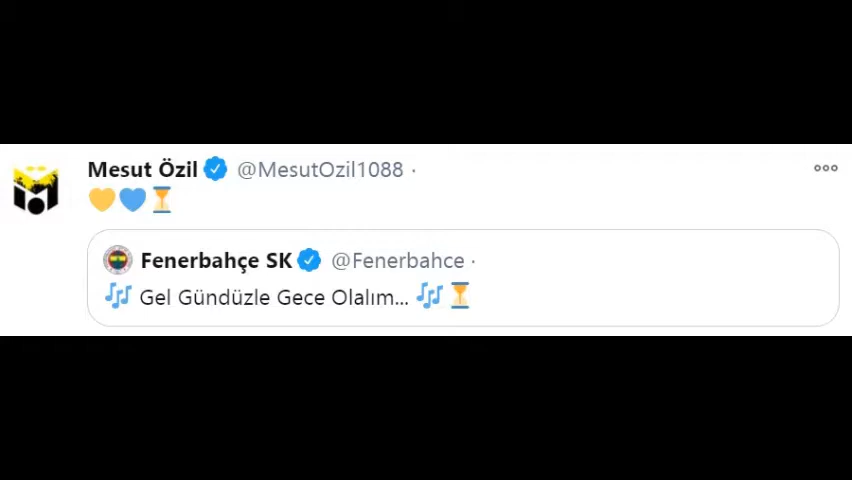 Mesut Özil @MesutOzil1088 ·
💛💙⏳
Fenerbahçe SK @Fenerbahce ·
🎶 Gel Gündüzle Gece Olalım... 🎶⏳